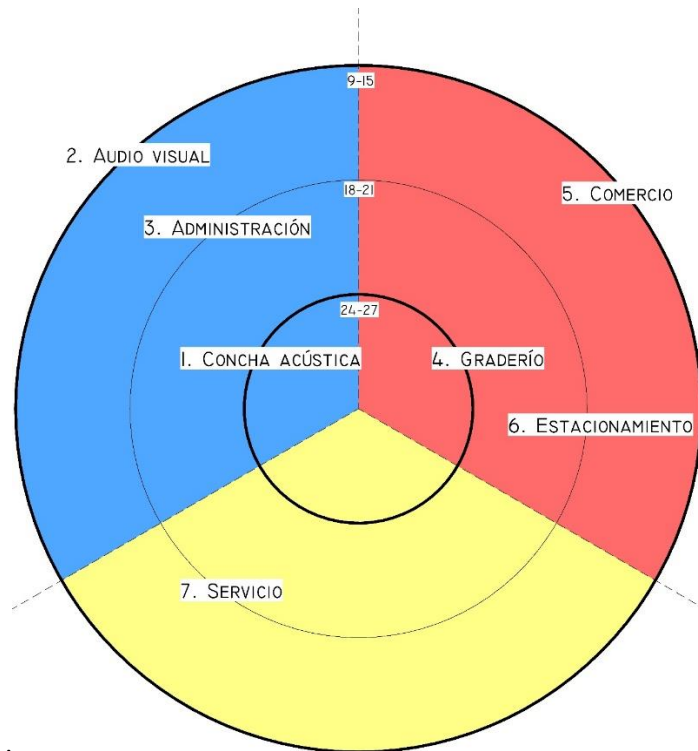 9-15
2. AUDIO VISUAL
18-21
5. COMERCIO
3. ADMINISTRACIÓN
24-27
1. CONCHA ACÚSTICA
4. GRADERÍO
6. ESTACIONAMIENTO
7. SERVICIO